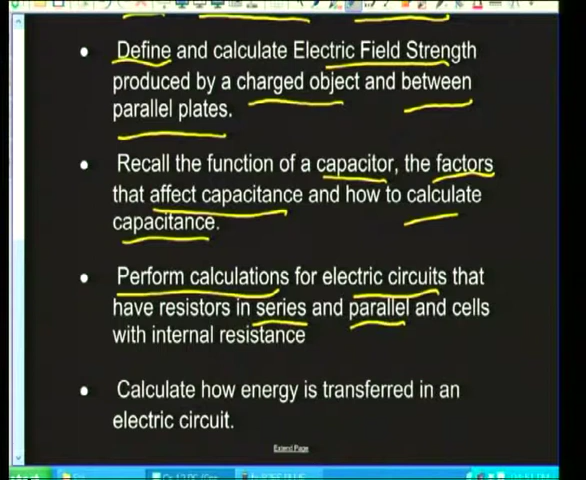 Define and calculate Electric Field Strength
produced by a charged object and between
parallel plates.
Recall the function of a capacitor, the factors
that affect capacitance and how to calculate
capacitance.
Perform calculations for electric circuits that
have resistors in series and parallel and cells
with internal resistance
Calculate how energy is transferred in an
electric circuit.
Extend Page